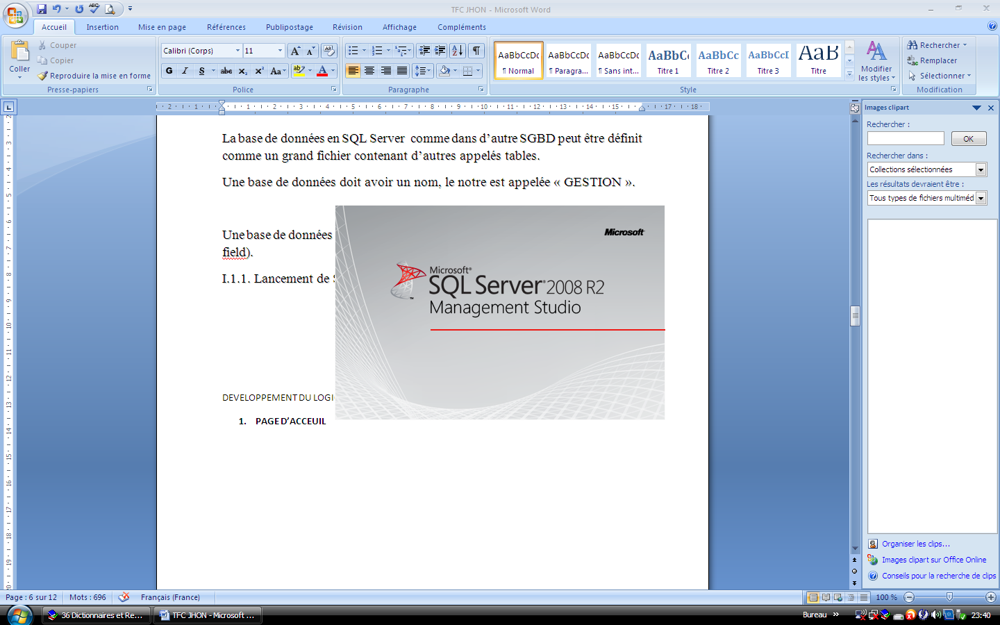 TFC JHON - Microsoft Word
Accueil Insertion Mise en page Références Publipostage Révision Affichage Compléments
Coller
Couper
Copier
Reproduire la mise en forme
Presse-papiers
Calibri (Corps) 11
G I S abc x₂ x² Aa
Police
Paragraphe
AaBbCcDc AaBbCcDc AaBbCcDc AaBbC AaBbCc AaBbCcD AaB
¶ Normal ¶ Paragra... ¶ Sans int... Titre 1 Titre 2 Titre 3 Titre
Modifier les styles
Style
Rechercher
Remplacer
Sélectionner
Modification
La base de données en SQL Server comme dans d’autre SGBD peut être définit
comme un grand fichier contenant d’autres appelés tables.
Une base de données doit avoir un nom, le notre est appelée « GESTION ».
Une base de données
field).
I.1.1. Lancement de S
Microsoft
Microsoft®
SQL Server® 2008 R2
Management Studio
DEVELOPPEMENT DU LOGI
1. PAGE D’ACCEUIL
Images clipart
Rechercher :
OK
Rechercher dans :
Collections sélectionnées
Les résultats devraient être :
Tous types de fichiers multiméd
Organiser les clips...
Images clipart sur Office Online
Conseils pour la recherche de clips
Page : 6 sur 12 Mots : 696 Français (France) 100 %
36 Dictionnaires et Re... TFC JHON - Microsoft ... Bureau » 23:40